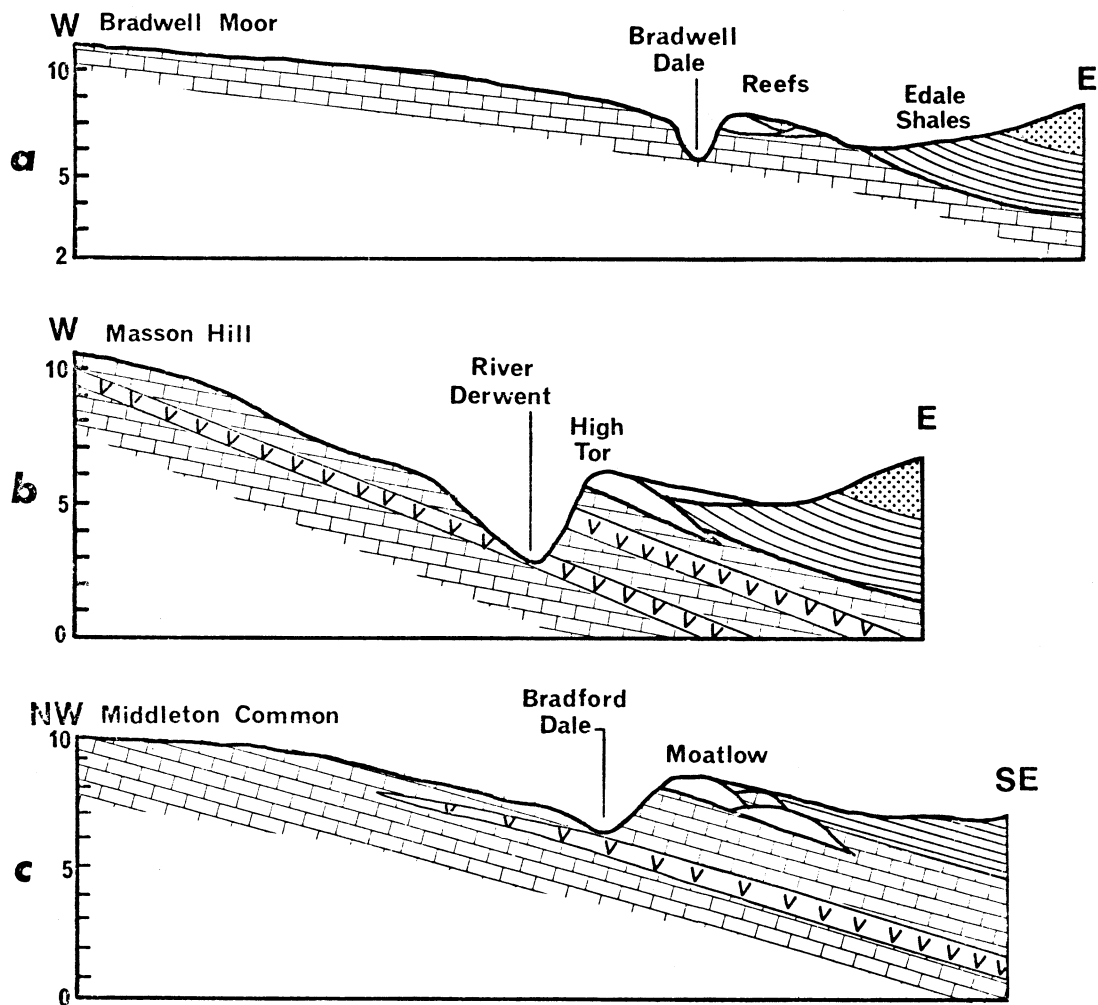 W Bradwell Moor
Bradwell
Dale
Reefs
Edale
Shales
E
10
5
2
a
W Masson Hill
River
Derwent
High
Tor
E
10
5
0
b
NW Middleton Common
Bradford
Dale
Moatlow
SE
10
5
0
c